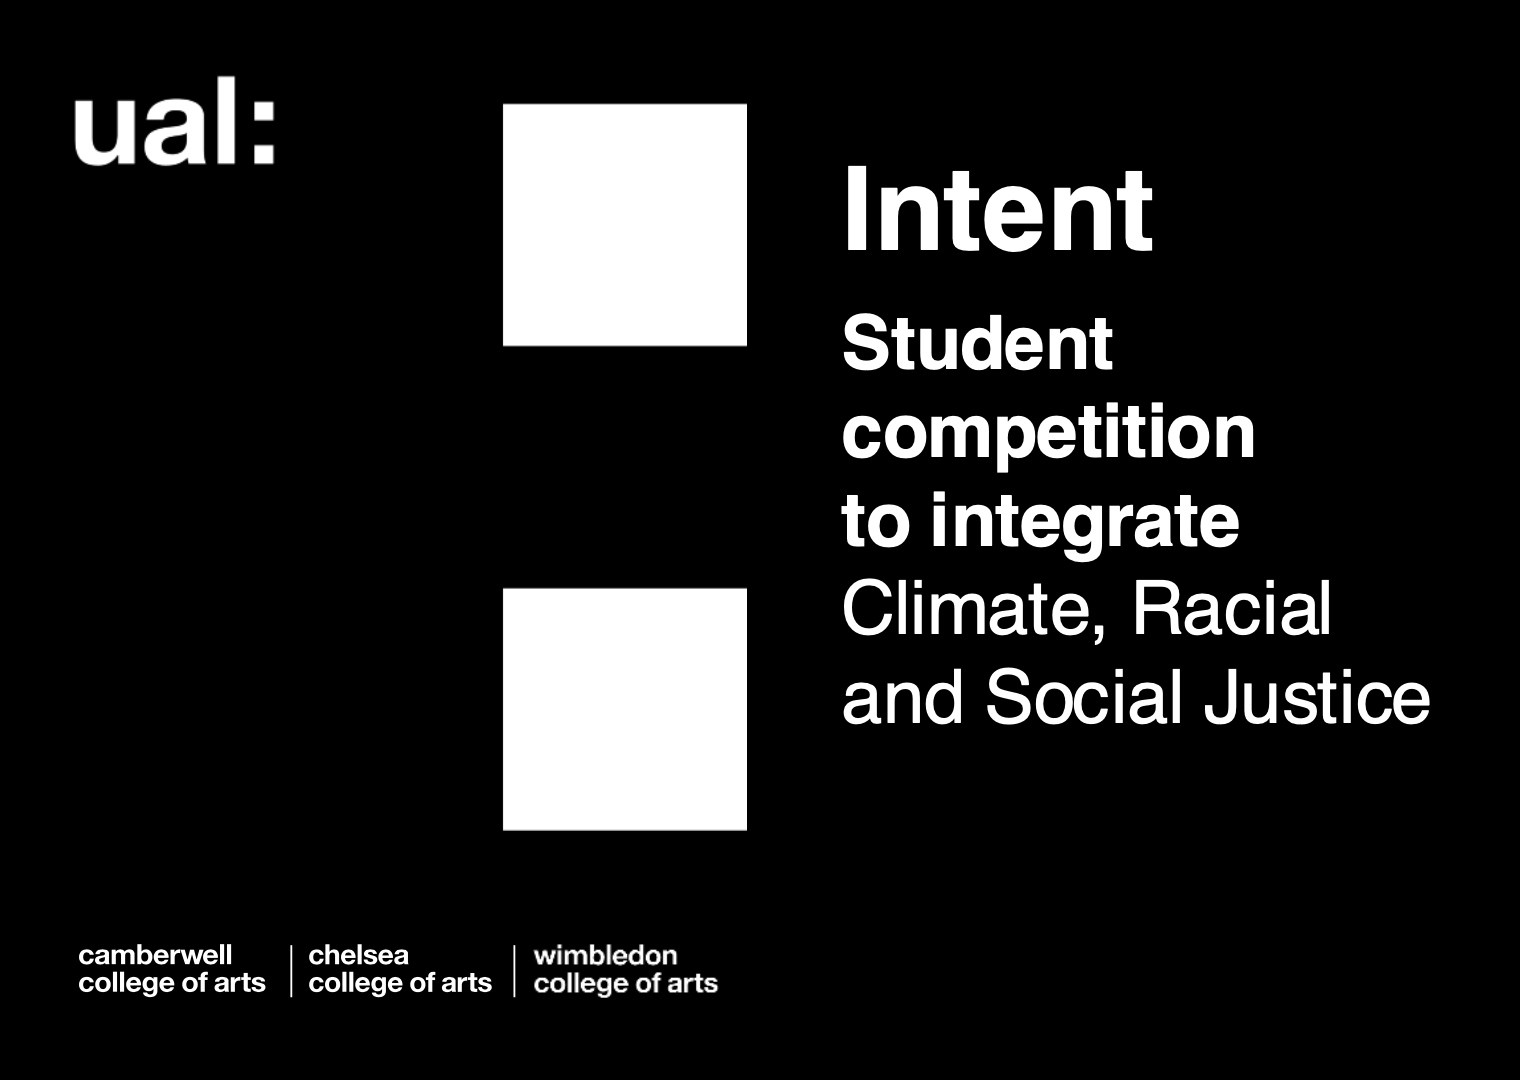 ual:
Intent
Student
competition
to integrate
Climate, Racial
and Social Justice
camberwell
college of arts
chelsea
college of arts
wimbledon
college of arts